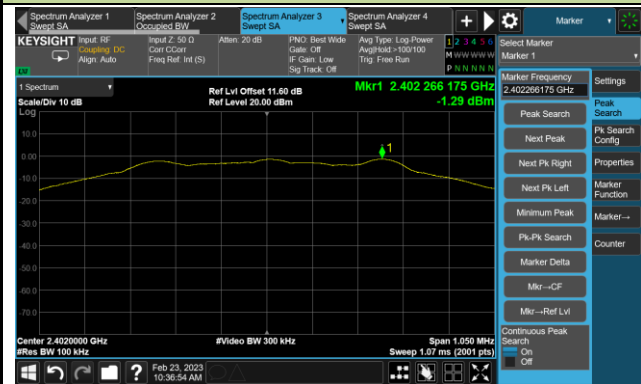 Spectrum Analyzer 1
Swept SA
Spectrum Analyzer 2
Occupied BW
Spectrum Analyzer 3
Swept SA
Spectrum Analyzer 4
Swept SA
Marker
KEYSIGHT
Input: RF
Coupling: DC
Align: Auto
Input Z: 50 Ω
Corr CCorr
Freq Ref: Int (S)
Atten: 20 dB
PNO: Best Wide
Gate: Off
IF Gain: Low
Sig Track: Off
Avg Type: Log-Power
Avg|Hold:>100/100
Trig: Free Run
1 2 3 4 5 6
M W W W W W
P N N N N N
LXI
Select Marker
Marker 1
1 Spectrum
Scale/Div 10 dB
Log
Ref Lvl Offset 11.60 dB
Ref Level 20.00 dBm
Mkr1 2.402 266 175 GHz
-1.29 dBm
10.0
0.00
-10.0
-20.0
-30.0
-40.0
-50.0
-60.0
-70.0
1
Center 2.4020000 GHz
#Res BW 100 kHz
#Video BW 300 kHz
Span 1.050 MHz
Sweep 1.07 ms (2001 pts)
Marker Frequency
2.402266175 GHz
Peak Search
Next Peak
Next Pk Right
Next Pk Left
Minimum Peak
Pk-Pk Search
Marker Delta
Mkr→CF
Mkr→Ref Lvl
Continuous Peak
Search
On
Off
Settings
Peak
Search
Pk Search
Config
Properties
Marker
Function
Marker→
Counter
?
Feb 23, 2023
10:36:54 AM